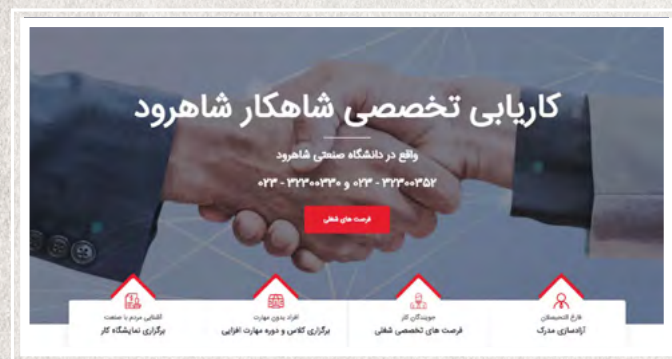 کاریابی تخصصی شاهکار شاهرود
واقع در دانشگاه صنعتی شاهرود
۰۲۳ - ۳۲۳۰۰۳۵۲ و ۰۲۳ - ۳۲۳۰۰۳۳۰
فرصت های شغلی
فارغ التحصیلان
آزادسازی مدرک
جویندگان کار
فرصت های تخصصی شغلی
افراد بدون مهارت
برگزاری کلاس و دوره مهارت افزایی
آشنایی مردم با صنعت
برگزاری نمایشگاه کار